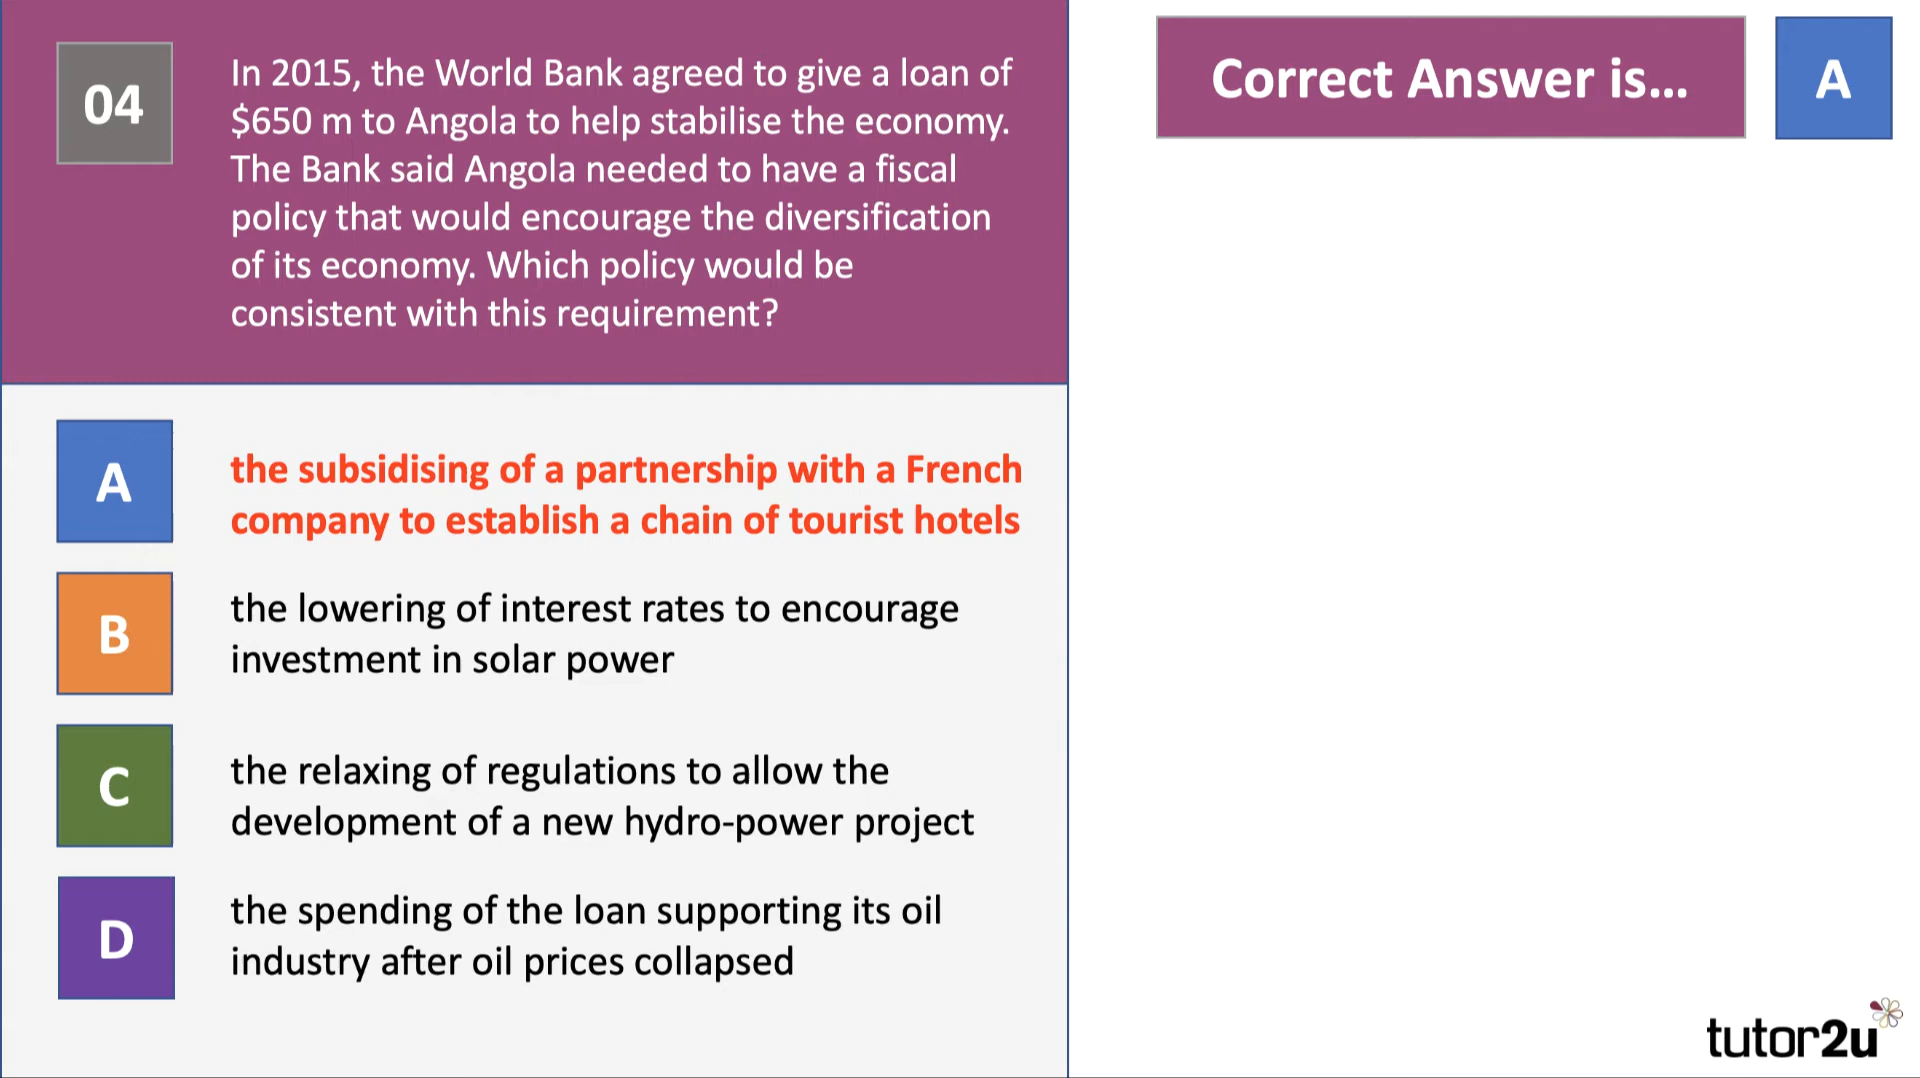 04
In 2015, the World Bank agreed to give a loan of
$650 m to Angola to help stabilise the economy.
The Bank said Angola needed to have a fiscal
policy that would encourage the diversification
of its economy. Which policy would be
consistent with this requirement?
A
the subsidising of a partnership with a French
company to establish a chain of tourist hotels
B
the lowering of interest rates to encourage
investment in solar power
C
the relaxing of regulations to allow the
development of a new hydro-power project
D
the spending of the loan supporting its oil
industry after oil prices collapsed
Correct Answer is...
A
tutor2u